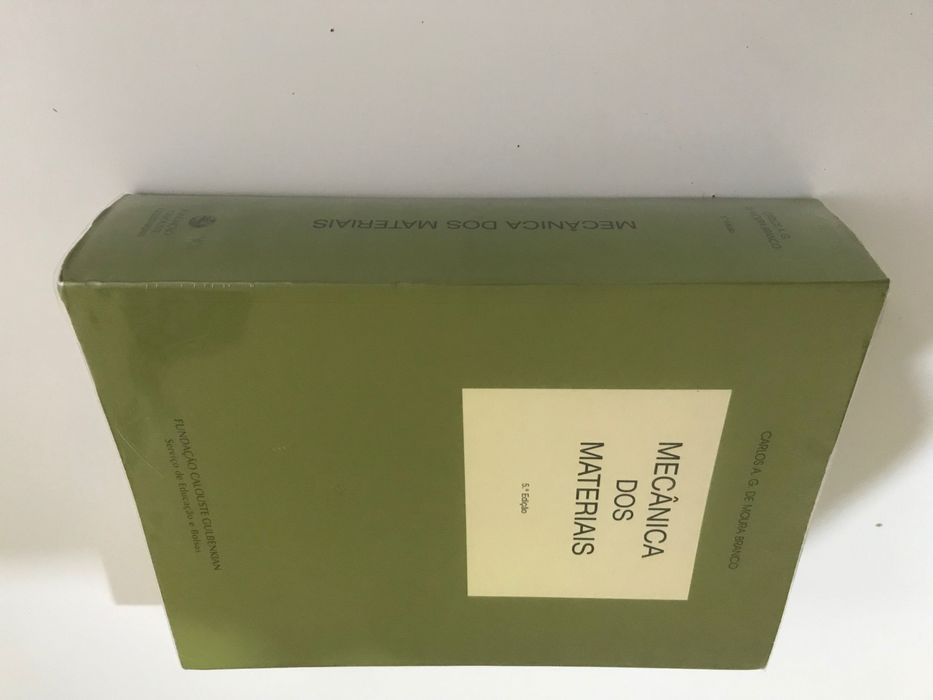 CARLOS A. G. DE MOURA BRANCO
MECÂNICA
DOS
MATERIAIS
5.ª Edição
FUNDAÇÃO CALOUSTE GULBENKIAN
Serviço de Educação e Bolsas
MECÂNICA DOS MATERIAIS